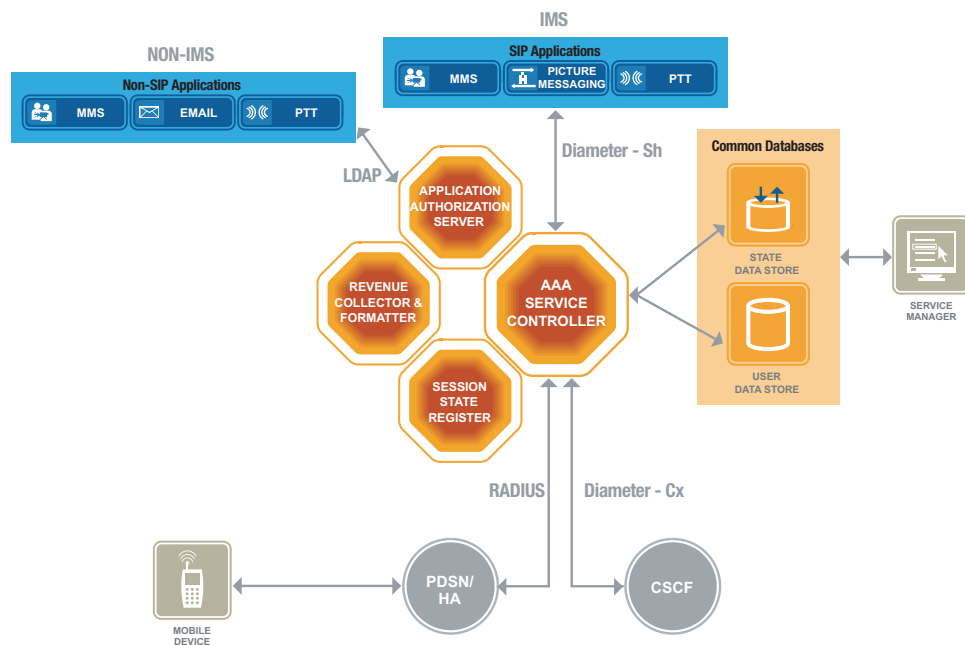 IMS
NON-IMS
SIP Applications
MMS
PICTURE
MESSAGING
PTT
Non-SIP Applications
MMS
EMAIL
PTT
LDAP
Diameter - Sh
Common Databases
APPLICATION
AUTHORIZATION
SERVER
STATE
DATA STORE
REVENUE
COLLECTOR &
FORMATTER
AAA
SERVICE
CONTROLLER
SERVICE
MANAGER
USER
DATA STORE
SESSION
STATE
REGISTER
RADIUS
Diameter - Cx
MOBILE
DEVICE
PDSN/
HA
CSCF